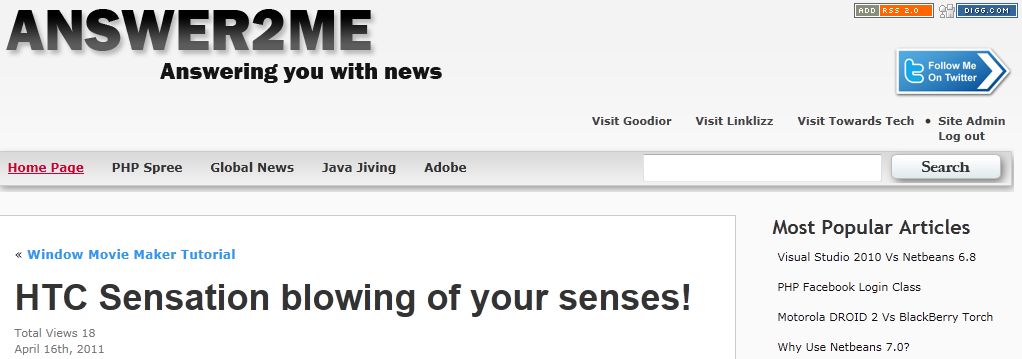 ANSWER2ME
Answering you with news
ADD RSS 2.0
DIGG.COM
Follow Me
On Twitter
Visit Goodior Visit Linklizz Visit Towards Tech • Site Admin
Log out
Home Page PHP Spree Global News Java Jiving Adobe Search
« Window Movie Maker Tutorial
HTC Sensation blowing of your senses!
Total Views 18
April 16th, 2011
Most Popular Articles
Visual Studio 2010 Vs Netbeans 6.8
PHP Facebook Login Class
Motorola DROID 2 Vs BlackBerry Torch
Why Use Netbeans 7.0?